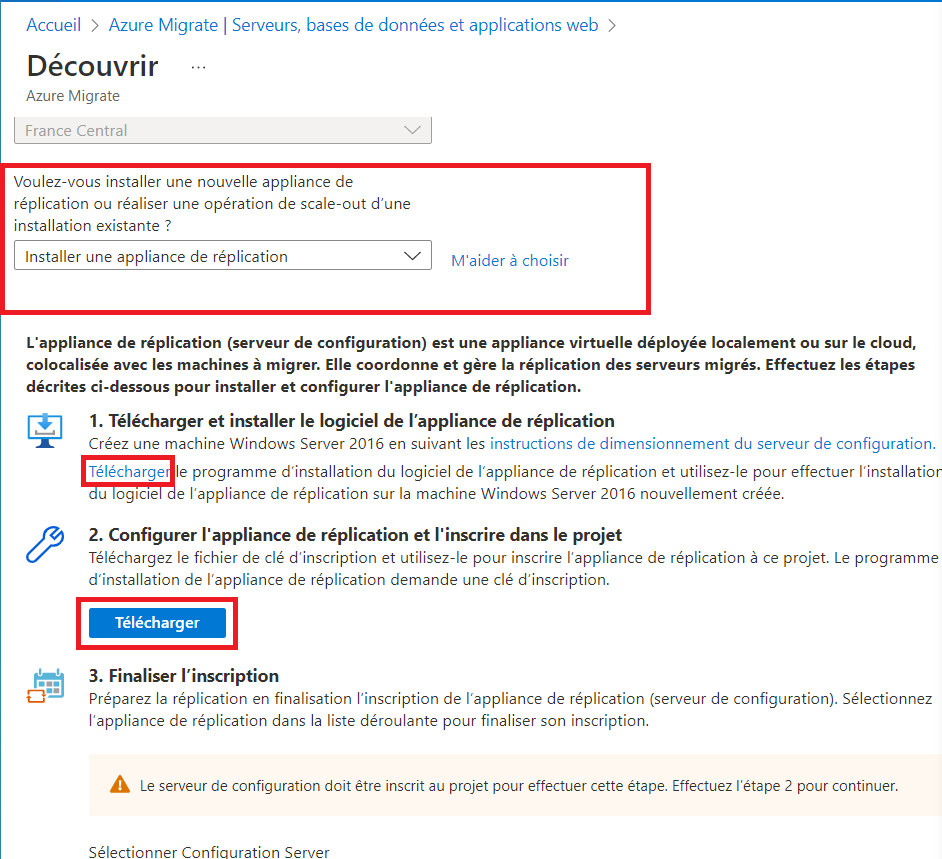 Accueil > Azure Migrate | Serveurs, bases de données et applications web >
Découvrir ...
Azure Migrate
France Central
Voulez-vous installer une nouvelle appliance de
réplication ou réaliser une opération de scale-out d’une
installation existante ?
Installer une appliance de réplication
M'aider à choisir
L'appliance de réplication (serveur de configuration) est une appliance virtuelle déployée localement ou sur le cloud,
colocalisée avec les machines à migrer. Elle coordonne et gère la réplication des serveurs migrés. Effectuez les étapes
décrites ci-dessous pour installer et configurer l'appliance de réplication.
1. Télécharger et installer le logiciel de l’appliance de réplication
Créez une machine Windows Server 2016 en suivant les instructions de dimensionnement du serveur de configuration.
Télécharger le programme d’installation du logiciel de l’appliance de réplication et utilisez-le pour effectuer l’installation
du logiciel de l’appliance de réplication sur la machine Windows Server 2016 nouvellement créée.
2. Configurer l'appliance de réplication et l'inscrire dans le projet
Téléchargez le fichier de clé d’inscription et utilisez-le pour inscrire l’appliance de réplication à ce projet. Le programme
d’installation de l’appliance de réplication demande une clé d’inscription.
Télécharger
3. Finaliser l’inscription
Préparez la réplication en finalisation l’inscription de l’appliance de réplication (serveur de configuration). Sélectionnez
l’appliance de réplication dans la liste déroulante pour finaliser son inscription.
Le serveur de configuration doit être inscrit au projet pour effectuer cette étape. Effectuez l’étape 2 pour continuer.
Sélectionner Configuration Server